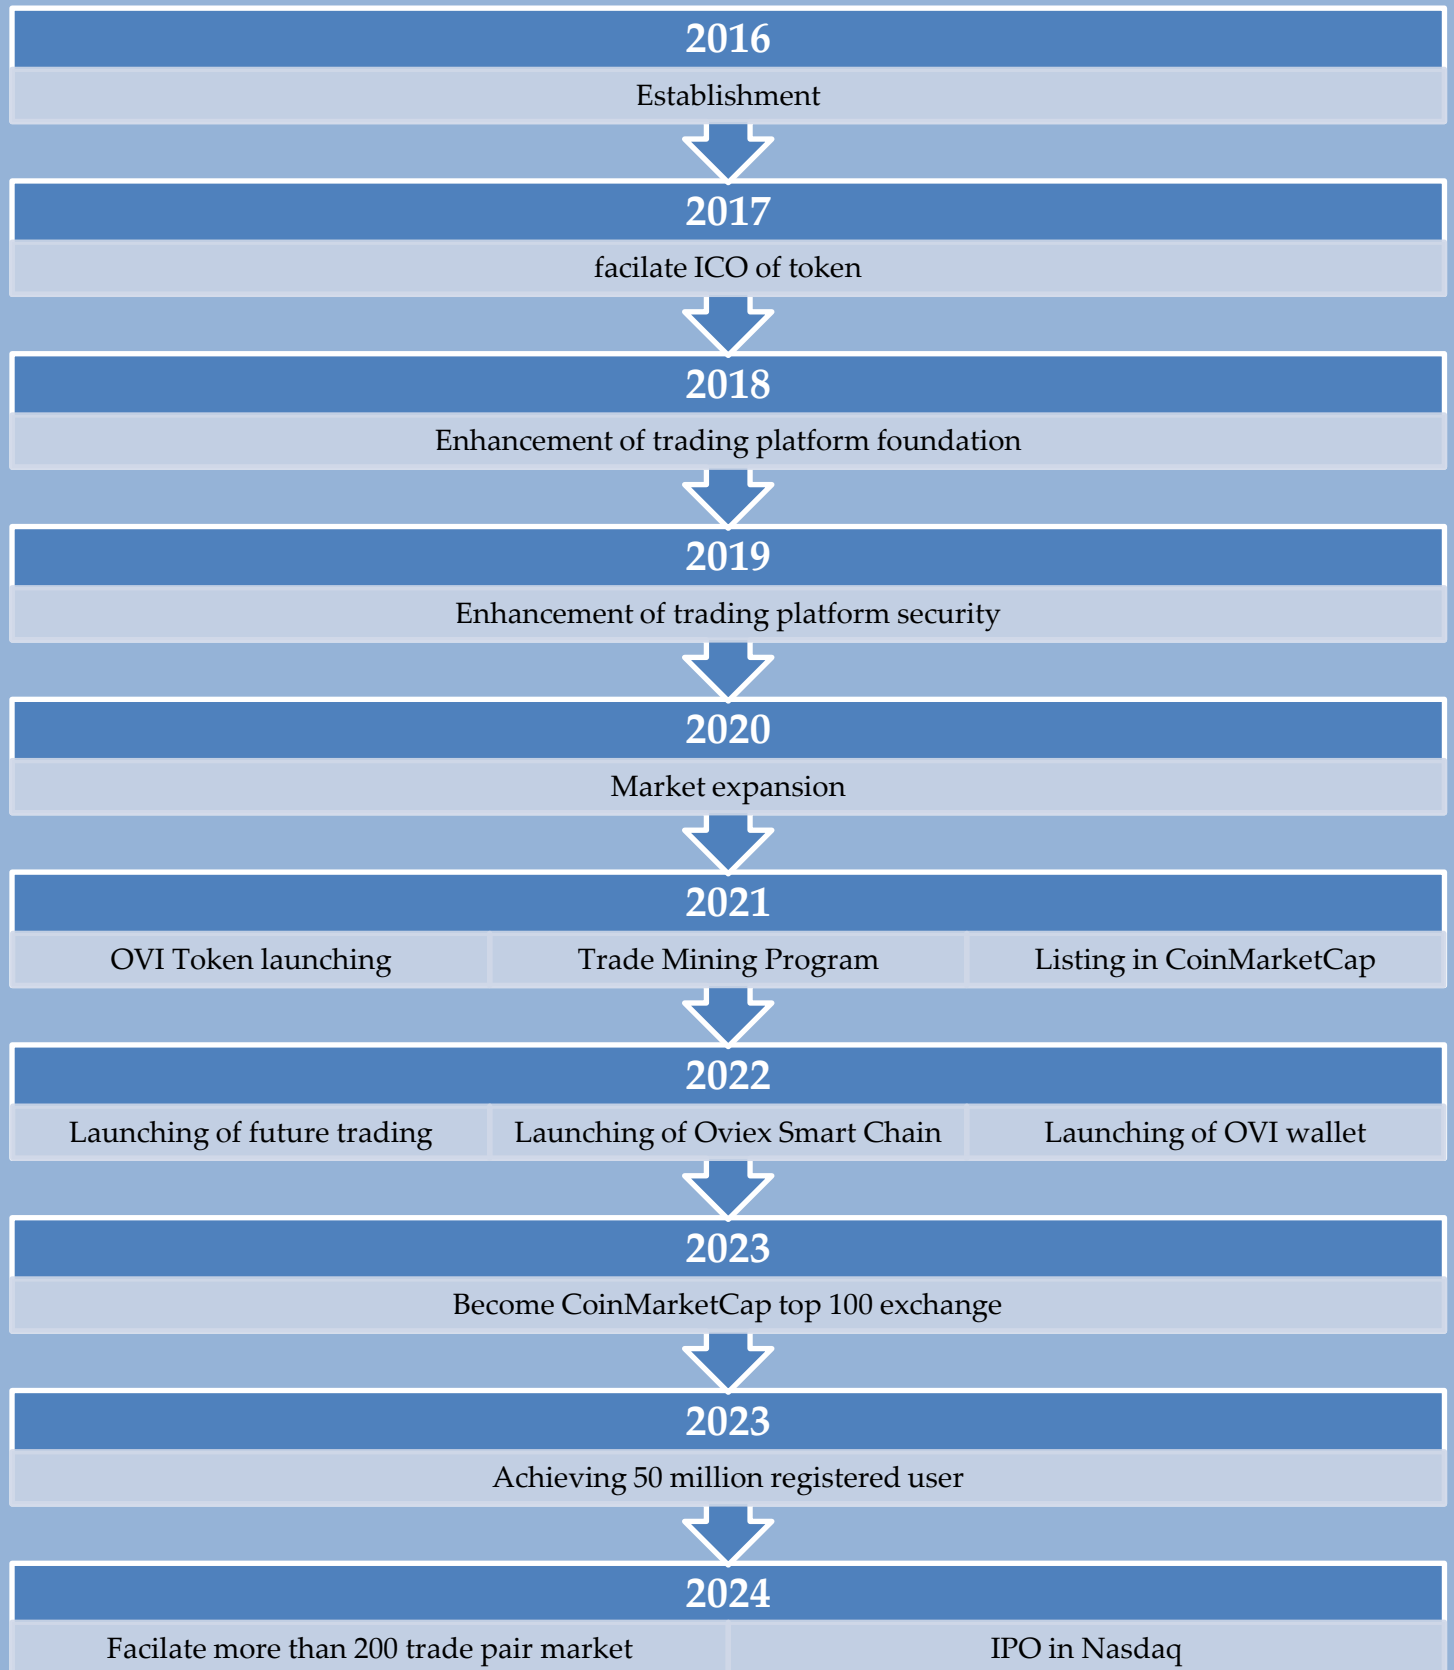 2016
Establishment
2017
facilate ICO of token
2018
Enhancement of trading platform foundation
2019
Enhancement of trading platform security
2020
Market expansion
2021
OVI Token launching
Trade Mining Program
Listing in CoinMarketCap
2022
Launching of future trading
Launching of Oviex Smart Chain
Launching of OVI wallet
2023
Become CoinMarketCap top 100 exchange
2023
Achieving 50 million registered user
2024
Facilate more than 200 trade pair market
IPO in Nasdaq